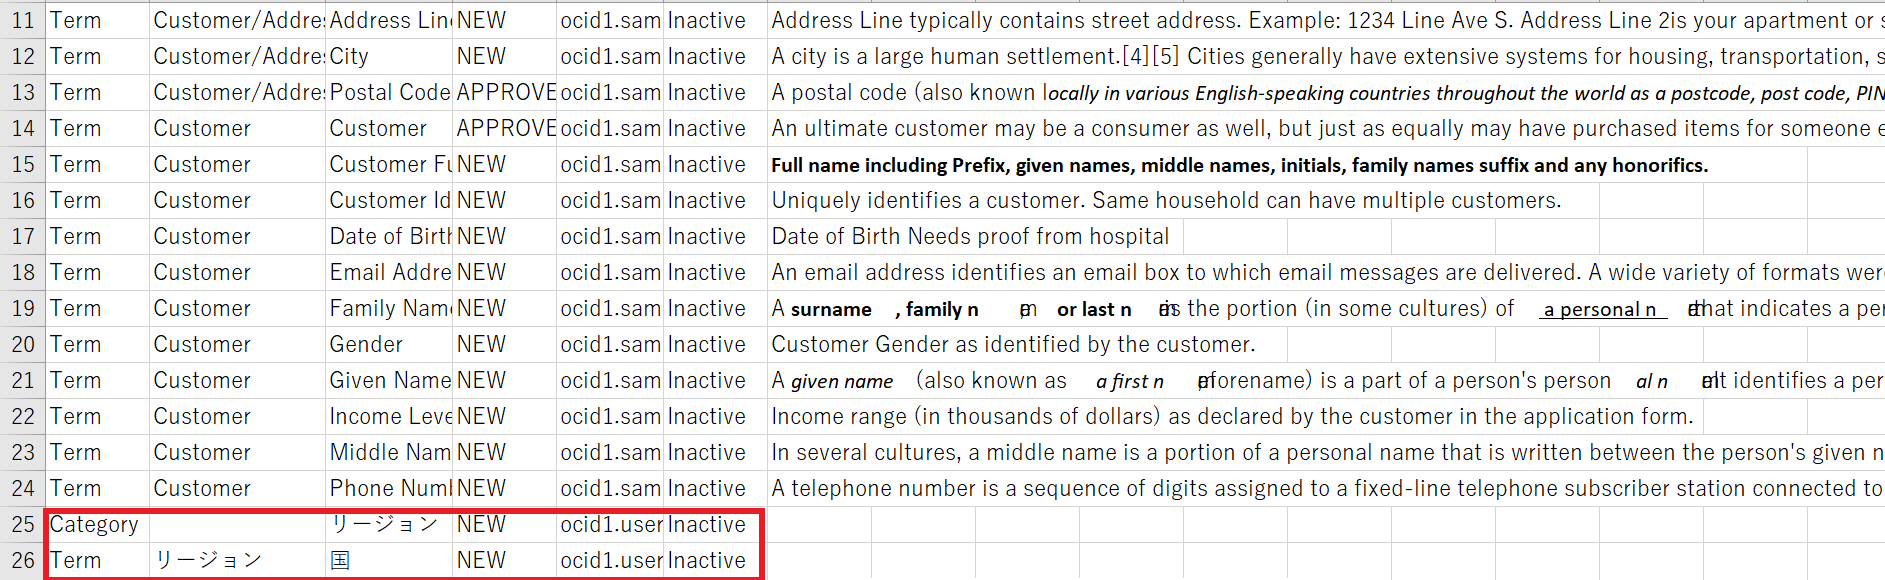 11 Term Customer/Addre Address Lin NEW ocid1.sam Inactive Address Line typically contains street address. Example: 1234 Line Ave S. Address Line 2is your apartment or s
12 Term Customer/Addre City NEW ocid1.sam Inactive A city is a large human settlement.[4][5] Cities generally have extensive systems for housing, transportation, s
13 Term Customer/Addre Postal Code APPROVE ocid1.sam Inactive A postal code (also known locally in various English-speaking countries throughout the world as a postcode, post code, PIN
14 Term Customer Customer APPROVE ocid1.sam Inactive An ultimate customer may be a consumer as well, but just as equally may have purchased items for someone e
15 Term Customer Customer Fu NEW ocid1.sam Inactive Full name including Prefix, given names, middle names, initials, family names suffix and any honorifics.
16 Term Customer Customer Id NEW ocid1.sam Inactive Uniquely identifies a customer. Same household can have multiple customers.
17 Term Customer Date of Birth NEW ocid1.sam Inactive Date of Birth Needs proof from hospital
18 Term Customer Email Addre NEW ocid1.sam Inactive An email address identifies an email box to which email messages are delivered. A wide variety of formats wer
19 Term Customer Family Nam NEW ocid1.sam Inactive A surname , family n or last n is the portion (in some cultures) of a personal n that indicates a per
20 Term Customer Gender NEW ocid1.sam Inactive Customer Gender as identified by the customer.
21 Term Customer Given Name NEW ocid1.sam Inactive A given name (also known as a first n forename) is a part of a person's person al n identifies a per
22 Term Customer Income Leve NEW ocid1.sam Inactive Income range (in thousands of dollars) as declared by the customer in the application form.
23 Term Customer Middle Nam NEW ocid1.sam Inactive In several cultures, a middle name is a portion of a personal name that is written between the person's given n
24 Term Customer Phone Numb NEW ocid1.sam Inactive A telephone number is a sequence of digits assigned to a fixed-line telephone subscriber station connected to
25 Category リージョン NEW ocid1.user Inactive
26 Term リージョン 国 NEW ocid1.user Inactive